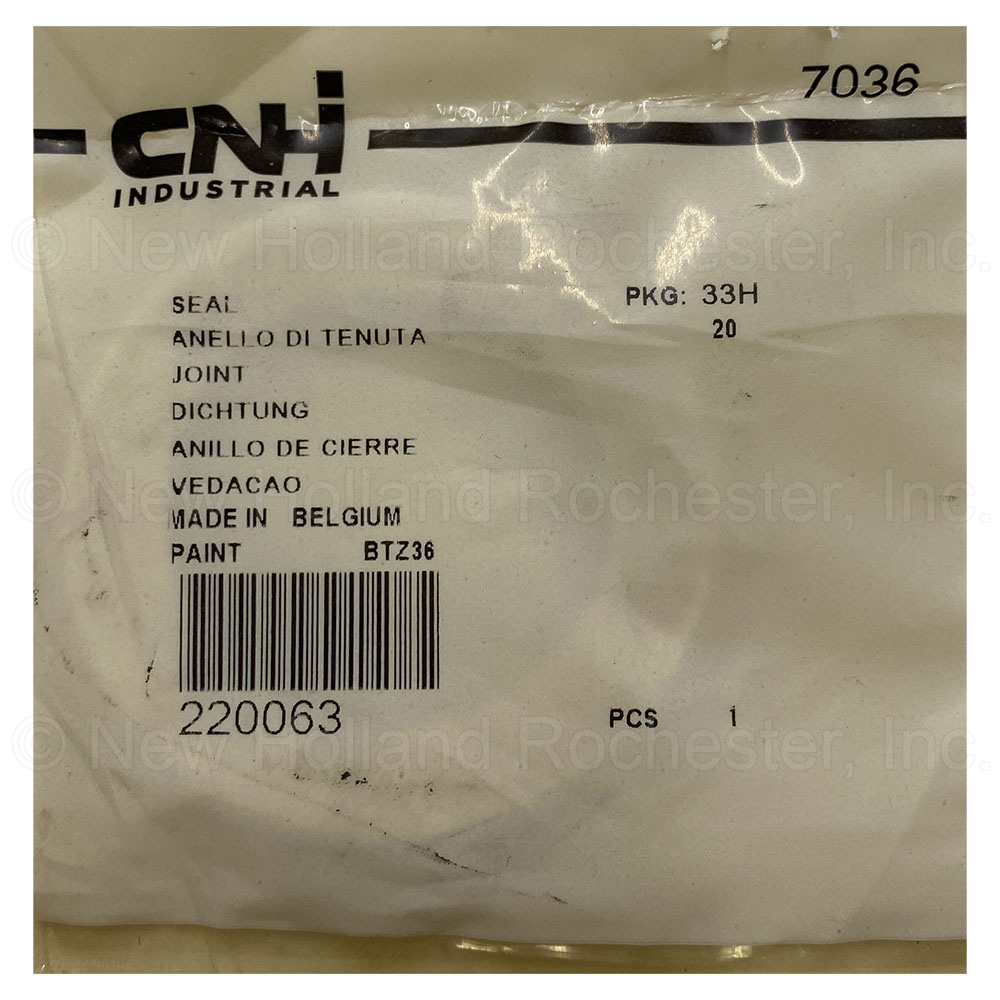 7036
CNH
INDUSTRIAL
© New Holland Rochester, Inc.
SEAL PKG: 33H
20
ANELLO DI TENUTA
JOINT
DICHTUNG
ANILLO DE CIERRE
© New Holland Rochester, Inc.
VEDACAO
MADE IN BELGIUM
PAINT BTZ36
220063 PCS 1
© New Holland Rochester, Inc.